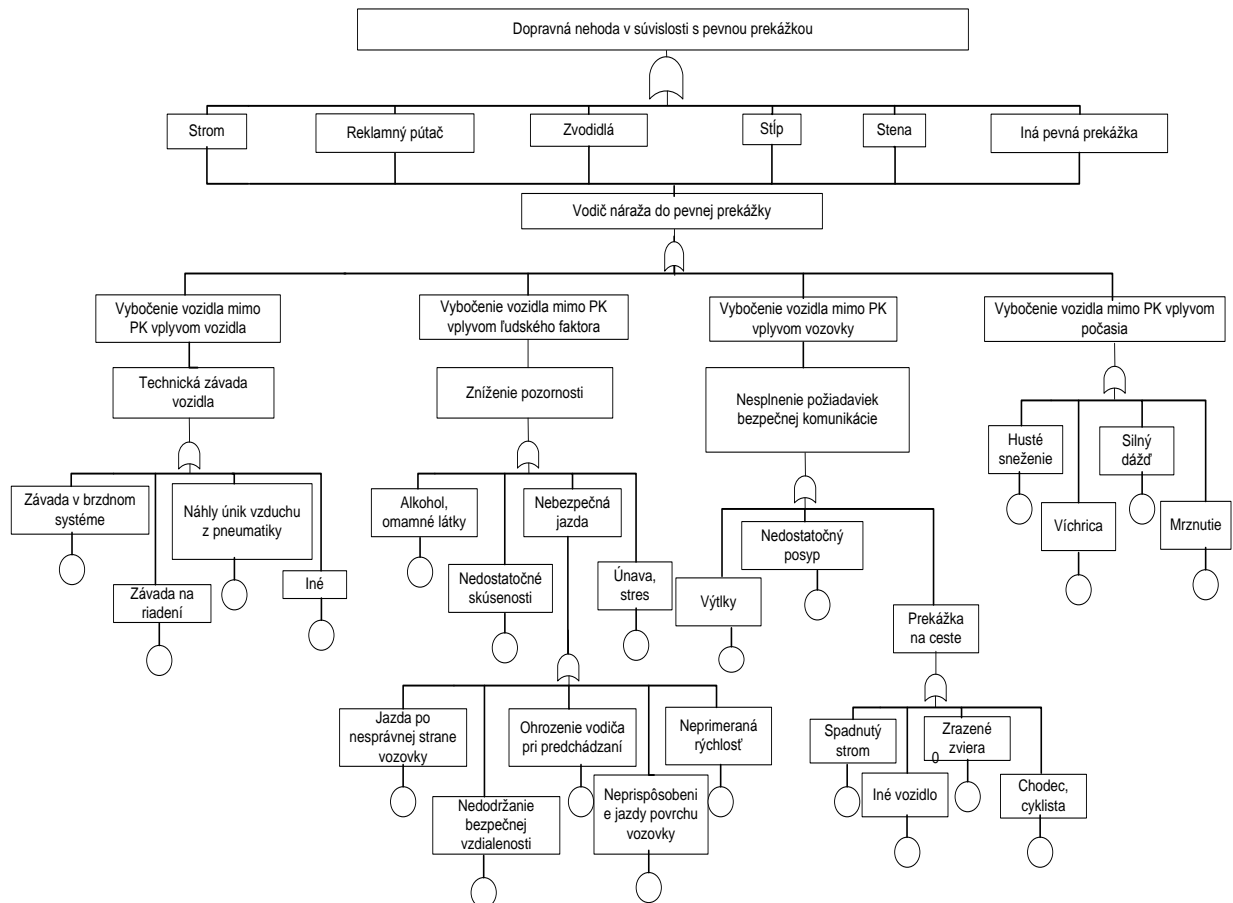 Dopravná nehoda v súvislosti s pevnou prekážkou
Strom
Reklamný pútač
Zvodidlá
Stĺp
Stena
Iná pevná prekážka
Vodič náraža do pevnej prekážky
Vybočenie vozidla mimo
PK vplyvom vozidla
Vybočenie vozidla mimo PK
vplyvom ľudského faktora
Vybočenie vozidla mimo PK
vplyvom vozovky
Vybočenie vozidla mimo PK vplyvom
počasia
Technická závada
vozidla
Zníženie pozornosti
Nesplnenie požiadaviek
bezpečnej komunikácie
Husté
sneženie
Silný
dážď
Víchrica
Mrznutie
Závada v brzdnom
systéme
Náhly únik vzduchu
z pneumatiky
Závada na
riadení
Iné
Alkohol,
omamné látky
Nebezpečná
jazda
Nedostatočné
skúsenosti
Únava,
stres
Nedostatočný
posyp
Výtlky
Prekážka
na ceste
Jazda po
nesprávnej strane
vozovky
Ohrozenie vodiča
pri predchádzaní
Neprimeraná
rýchlosť
Nedodržanie
bezpečnej
vzdialenosti
Neprispôsobeni
e jazdy povrchu
vozovky
Spadnutý
strom
Zrazené
zviera
0
Iné vozidlo
Chodec,
cyklista